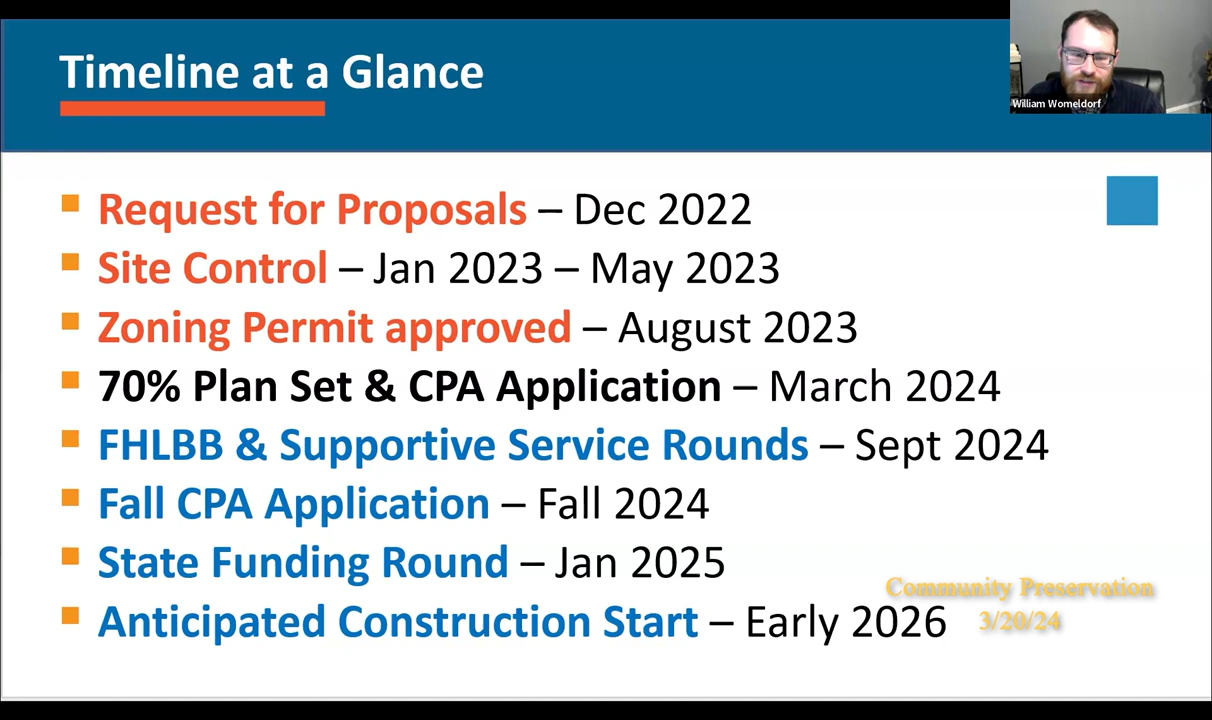 Timeline at a Glance
William Womeldorf
Request for Proposals – Dec 2022
Site Control – Jan 2023 – May 2023
Zoning Permit approved – August 2023
70% Plan Set & CPA Application – March 2024
FHLBB & Supportive Service Rounds – Sept 2024
Fall CPA Application – Fall 2024
State Funding Round – Jan 2025
Anticipated Construction Start – Early 2026
Community Preservation
3/20/24